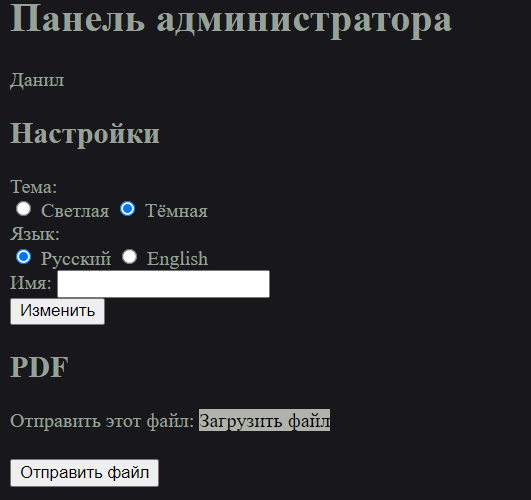 Панель администратора
Данил
Настройки
Тема:
Светлая Тёмная
Язык:
Русский English
Имя:
Изменить
PDF
Отправить этот файл: Загрузить файл
Отправить файл